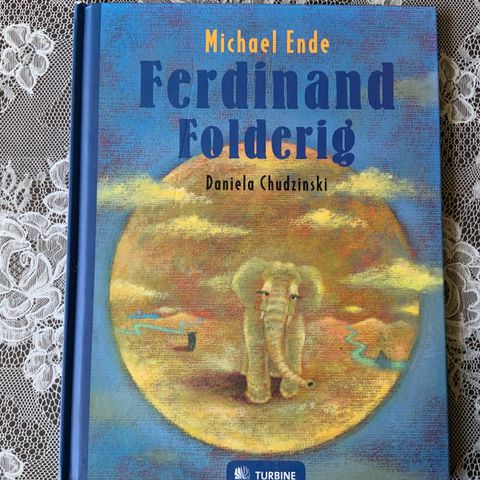 Michael Ende
Ferdinand
Folderig
Daniela Chudzinski
TURBINE